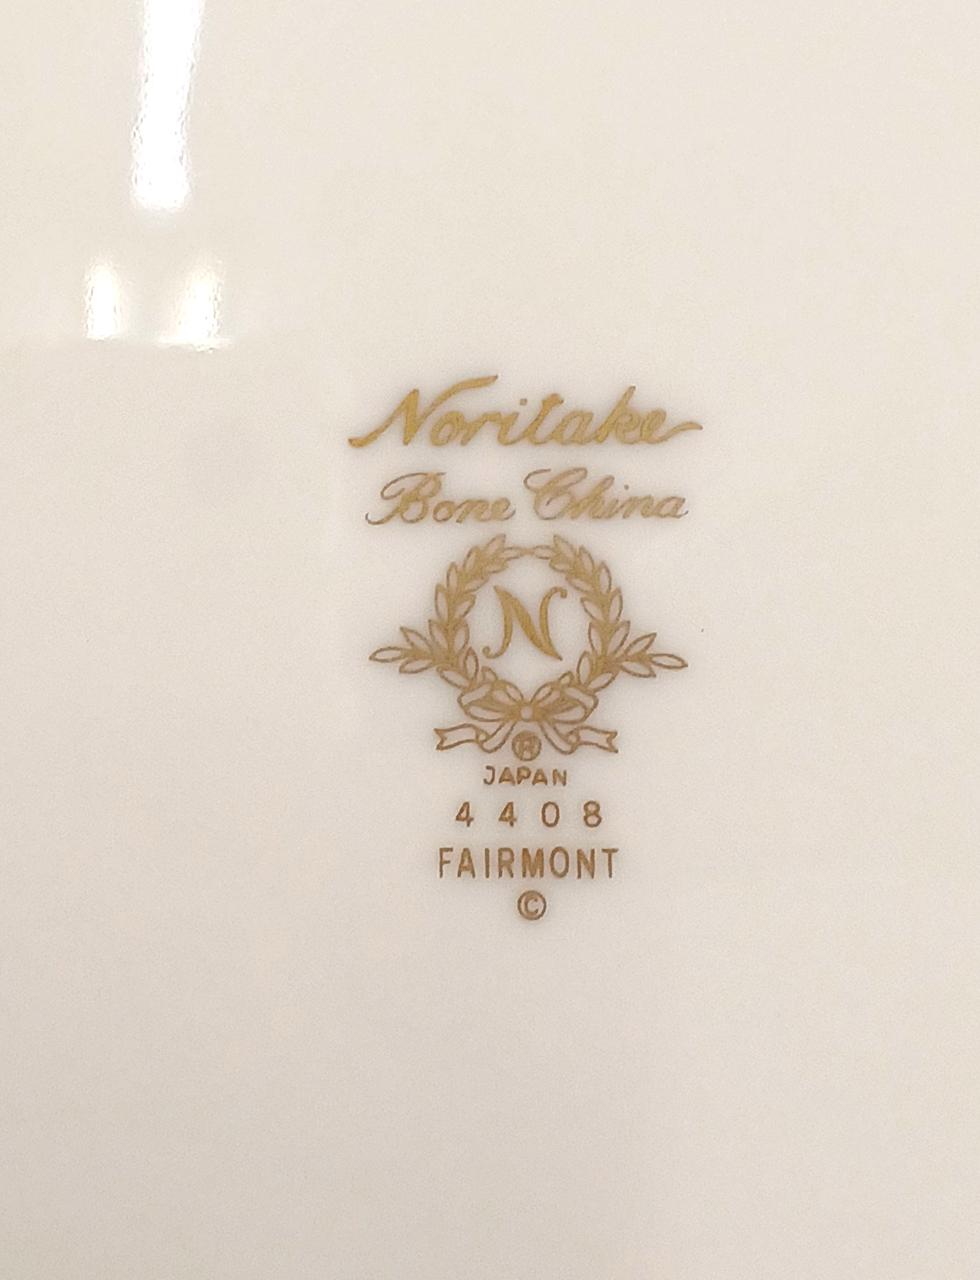 Noritake
Bone China
N
®
JAPAN
4408
FAIRMONT
©